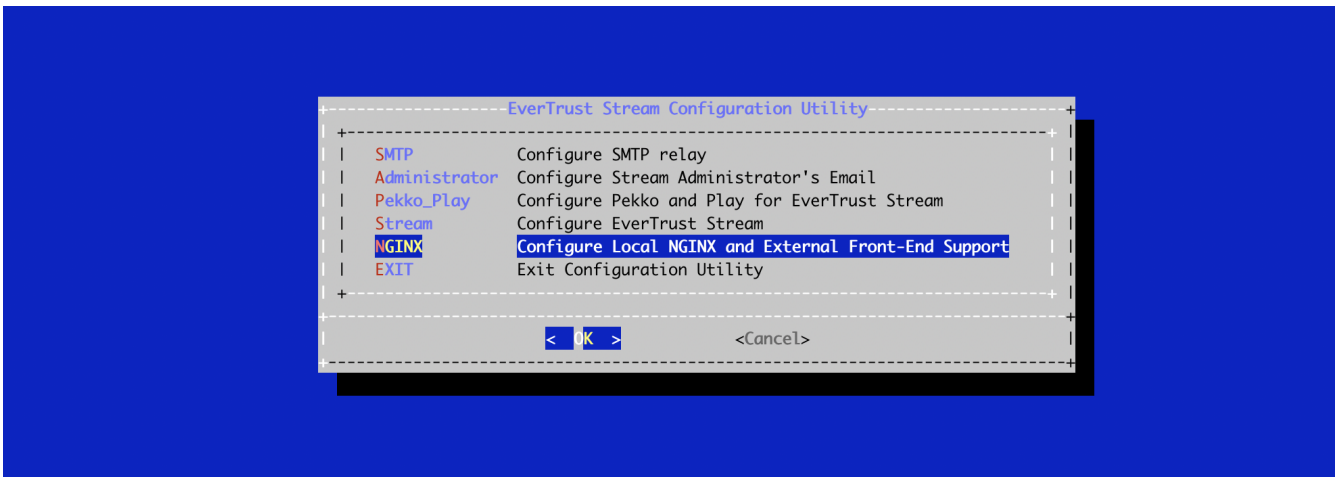 EverTrust Stream Configuration Utility
SMTP Configure SMTP relay
Administrator Configure Stream Administrator's Email
Pekko_Play Configure Pekko and Play for EverTrust Stream
Stream Configure EverTrust Stream
NGINX Configure Local NGINX and External Front-End Support
EXIT Exit Configuration Utility
< OK > <Cancel>